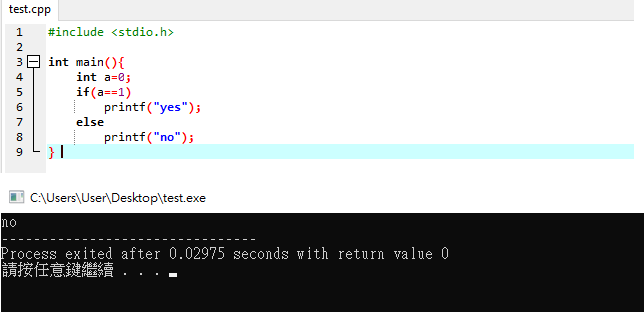 test.cpp
1 #include <stdio.h>
2
3 int main(){
4     int a=0;
5     if(a==1)
6         printf("yes");
7     else
8         printf("no");
9 }
C:\Users\User\Desktop\test.exe
no
--------------------------------
Process exited after 0.02975 seconds with return value 0
請按任意鍵繼續 . . .